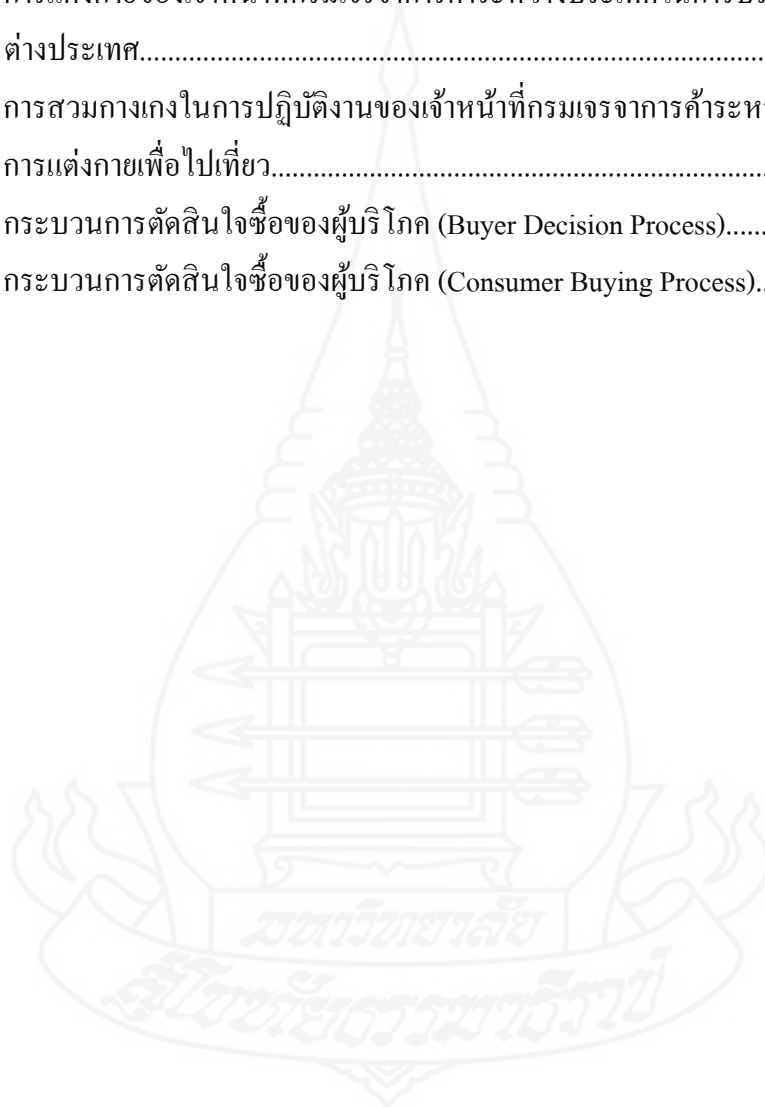 ต่างประเทศ................................................................................
การสวมกางเกงในการปฏิบัติงานของเจ้าหน้าที่กรมเจรจาการค้าระหว่
การแต่งกายเพื่อไปเที่ยว................................................................
กระบวนการตัดสินใจซื้อของผู้บริโภค (Buyer Decision Process).......
กระบวนการตัดสินใจซื้อของผู้บริโภค (Consumer Buying Process)..
มหาวิทยาลัย
สุโขทัยธรรมาธิราช